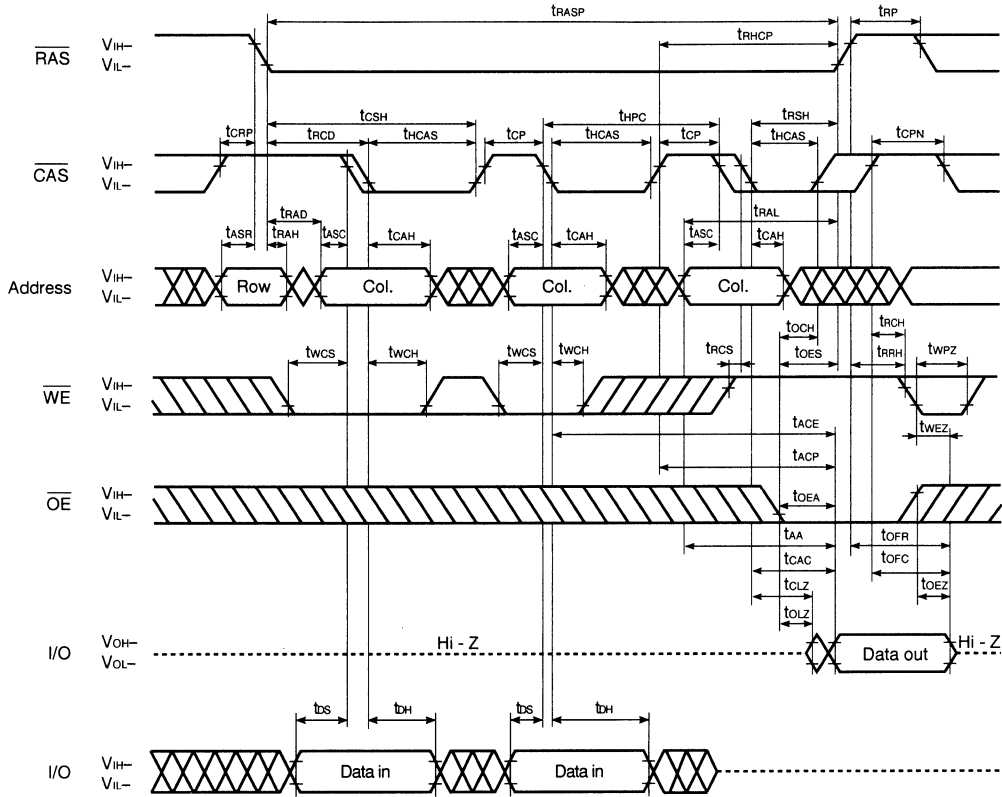 tRASP tRP
tRHCP
RAS VIH–
VIL–
tCSH tHPC tRSH
tCRP tRCD tHCAS tCP tHCAS tCP tHCAS tCPN
CAS VIH–
VIL–
tRAD tRAL
tASR tRAH tASC tCAH tASC tCAH tASC tCAH
Address VIH–
VIL–
Row Col. Col. Col.
tOCH tRCH
tWCS tWCH tWCS tWCH tRCS tOES tRRH tWPZ
WE VIH–
VIL–
tWEZ
tACE
tACP
OE VIH–
VIL–
tOEA
tAA tOFR
tCAC tOFC
tCLZ tOEZ
tOLZ
I/O VOH–
VOL–
Hi - Z Data out Hi - Z
tDS tDH tDS tDH
I/O VIH–
VIL–
Data in Data in